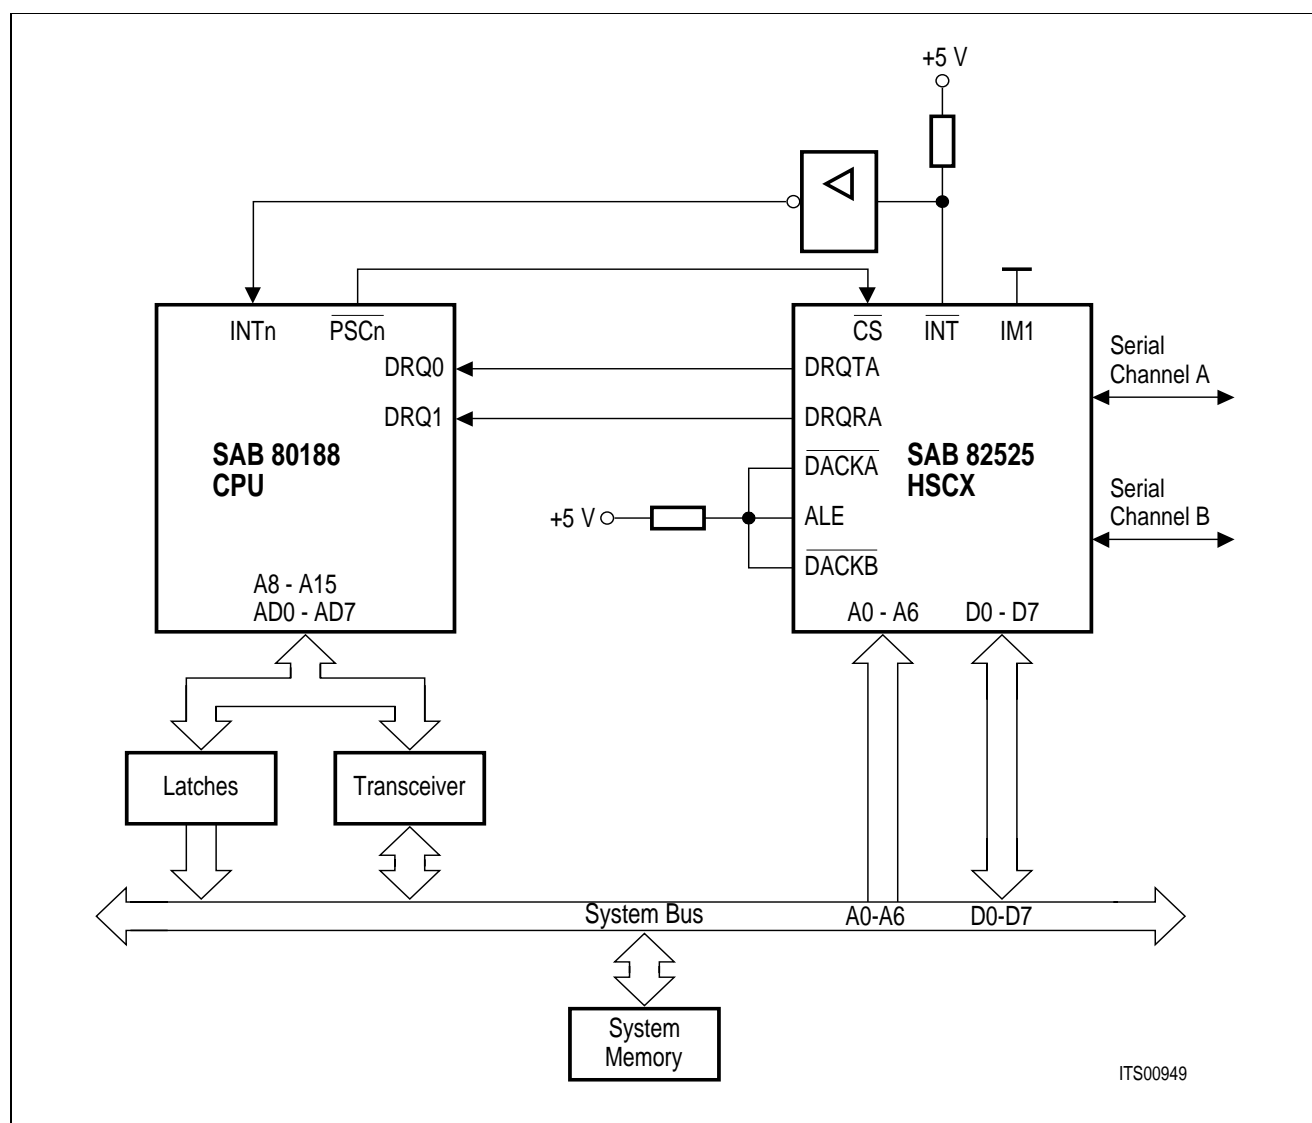 +5 V
INTn
PSCn
CS
INT
IM1
DRQ0
DRQ1
DRQTA
DRQRA
DACKA
ALE
DACKB
SAB 80188
CPU
SAB 82525
HSCX
Serial
Channel A
Serial
Channel B
+5 V
A8 - A15
AD0 - AD7
A0 - A6
D0 - D7
Latches
Transceiver
System Bus
A0-A6
D0-D7
System
Memory
ITS00949